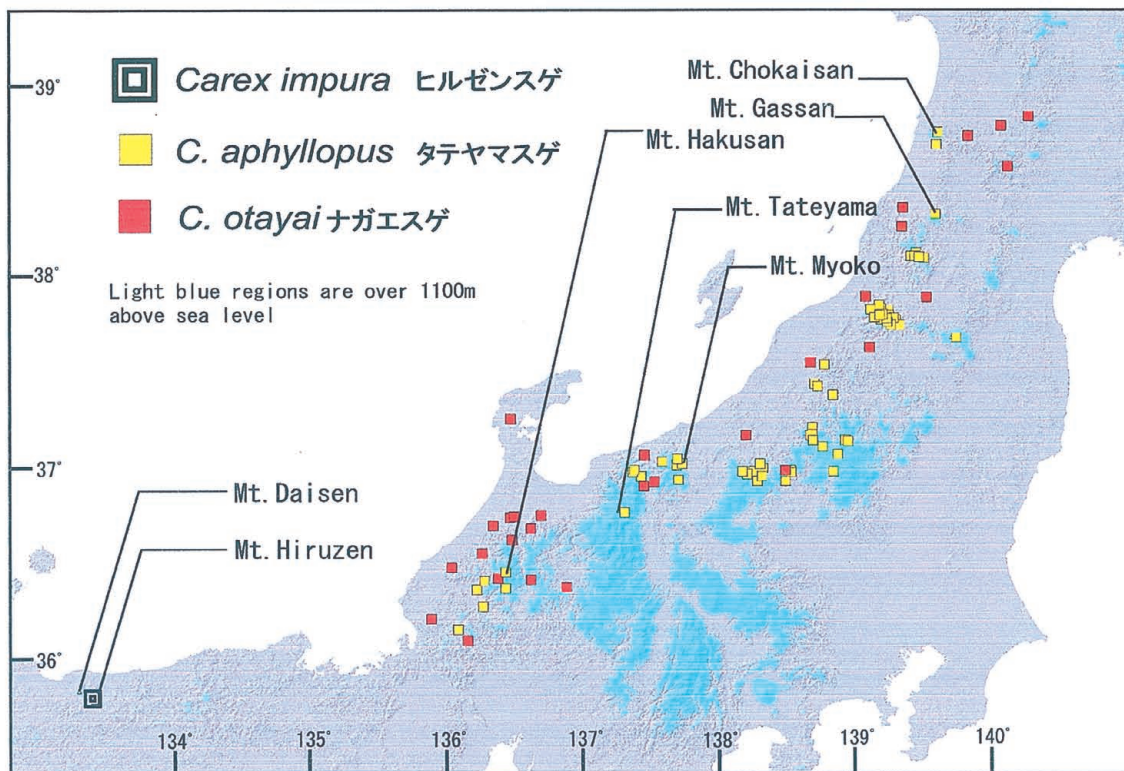 Carex impura ヒルゼンスゲ
C. aphyllopus タテヤマスゲ
C. otayai ナガエスゲ
Light blue regions are over 1100m
above sea level
Mt. Chokaisan
Mt. Gassan
Mt. Hakusan
Mt. Tateyama
Mt. Myoko
Mt. Daisen
Mt. Hiruzen
39°
38°
37°
36°
134°
135°
136°
137°
138°
139°
140°